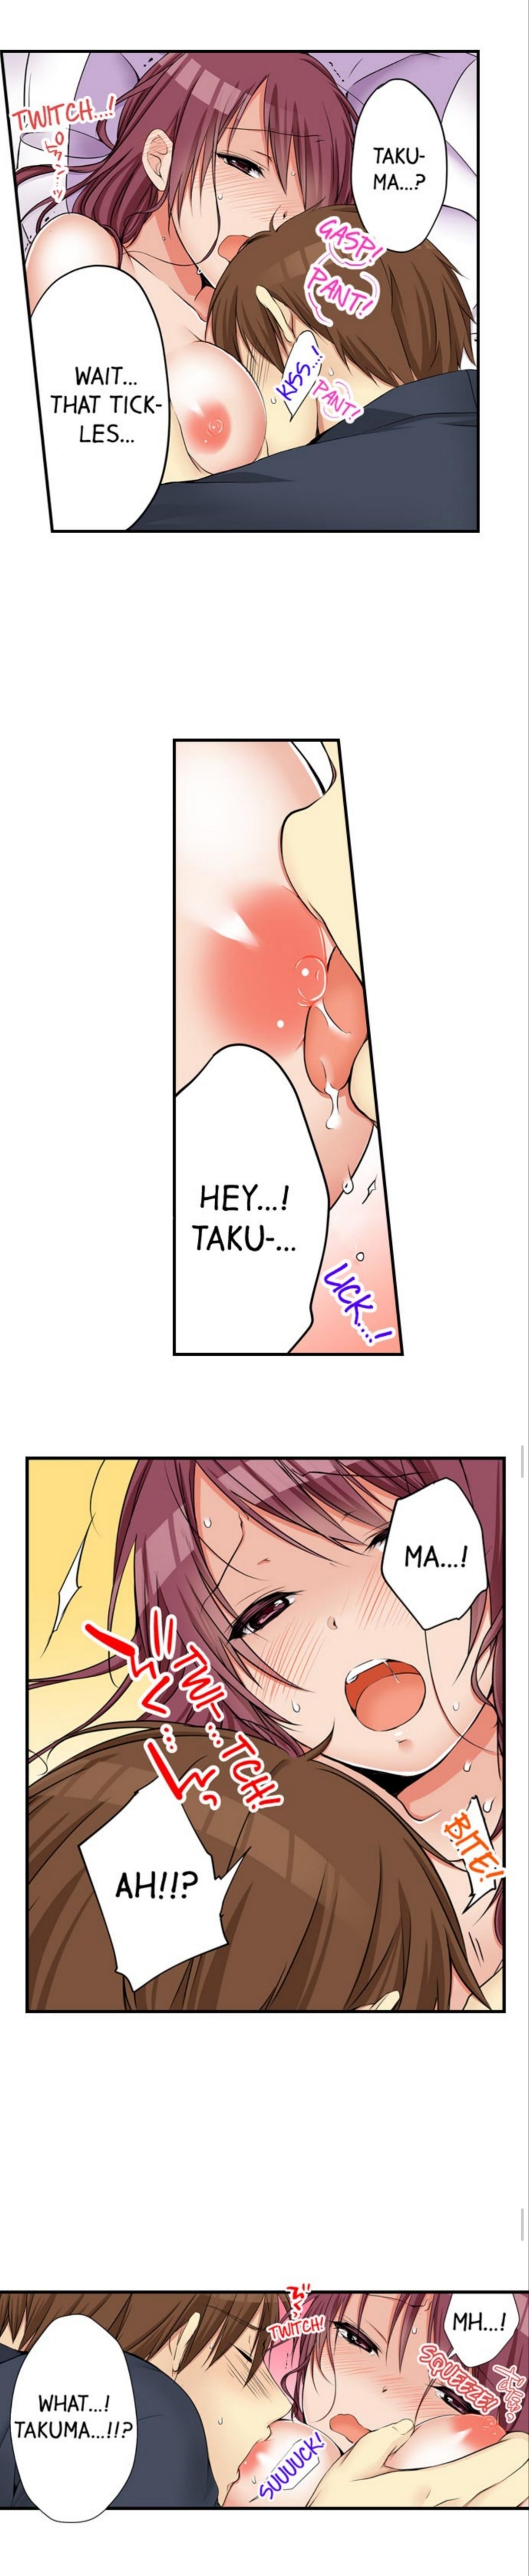 TWITCH...!
TAKU-
MA...?
GASP!
PANT!
KISS...!
PANT!
WAIT...
THAT TICK-
LES...
HEY...!
TAKU-...
LICK...!
MA...!
TWI-...TCH!
BITE!
AH!!?
MH...!
TWITCH!
SQUEEZE!
WHAT...!
TAKUMA...!!?
SUUUUCK!